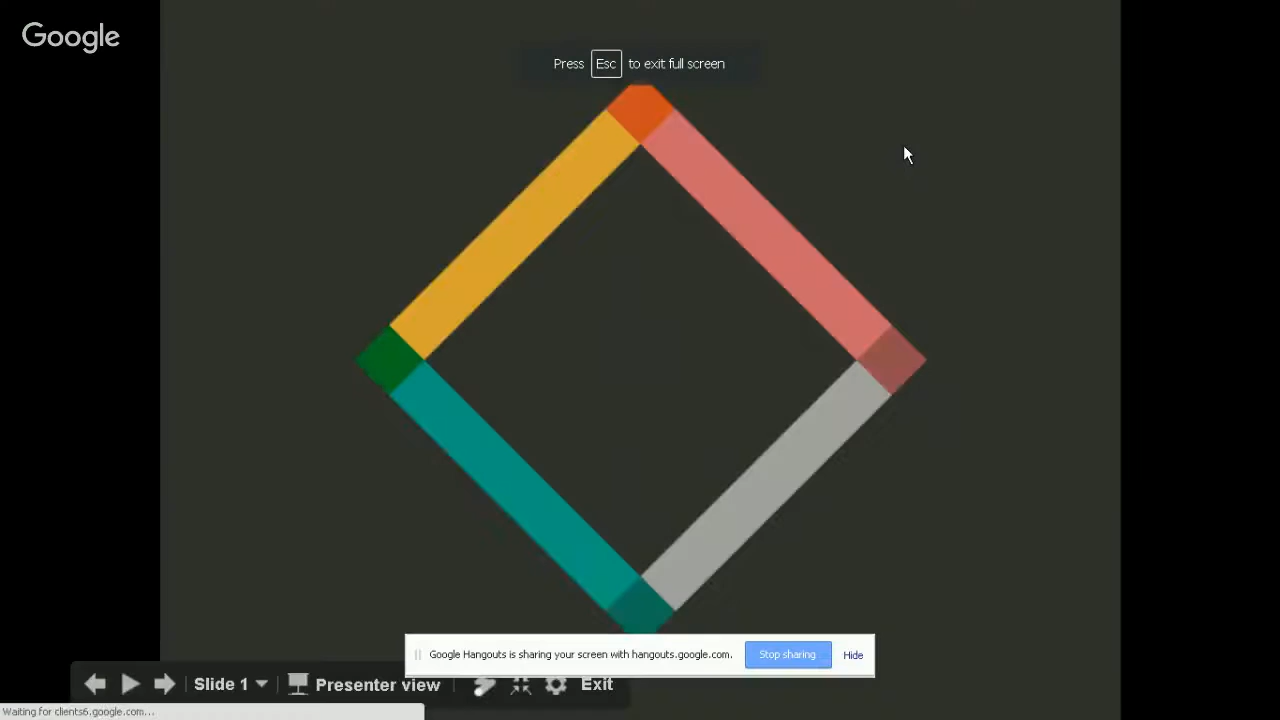 Google
Press Esc to exit full screen
Google Hangouts is sharing your screen with hangouts.google.com. Stop sharing Hide
Slide 1 Presenter view Exit
Waiting for clients6.google.com...